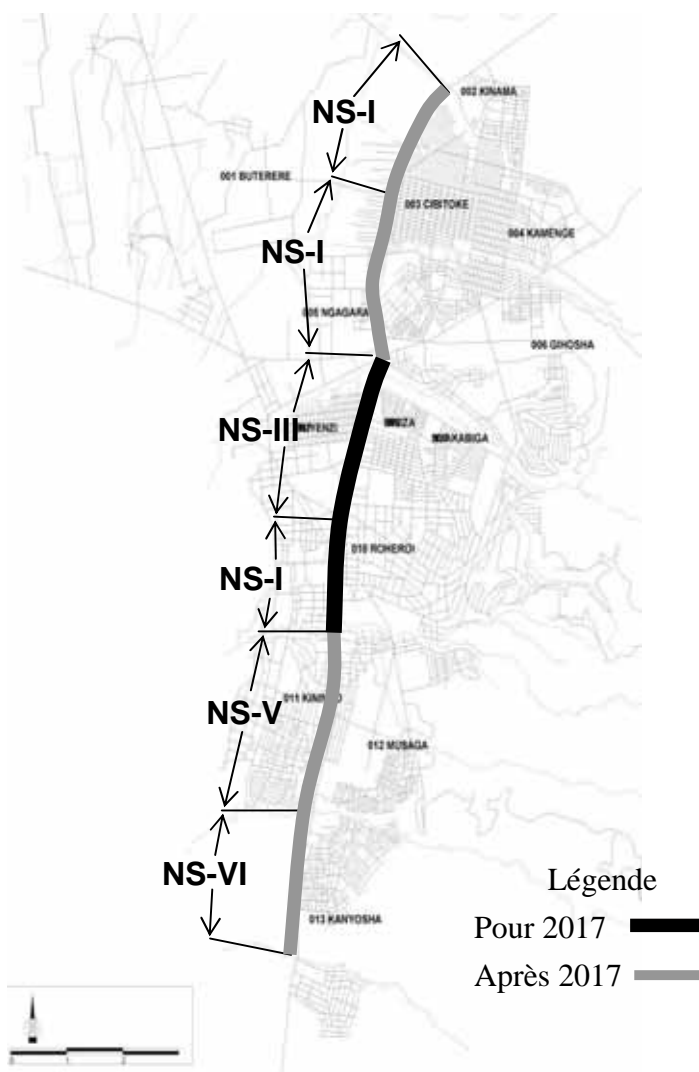 002 KINAMA
NS-I
001 BUTERERE
003 CIBITOKE
004 KAMENGE
NS-I
005 NGAGARA
006 GIHOSHA
NS-III
YENZI
010 ROHERO I
NS-I
NS-V
012 MUSAGA
NS-VI
013 KANYOSHA
Légende
Pour 2017
Après 2017